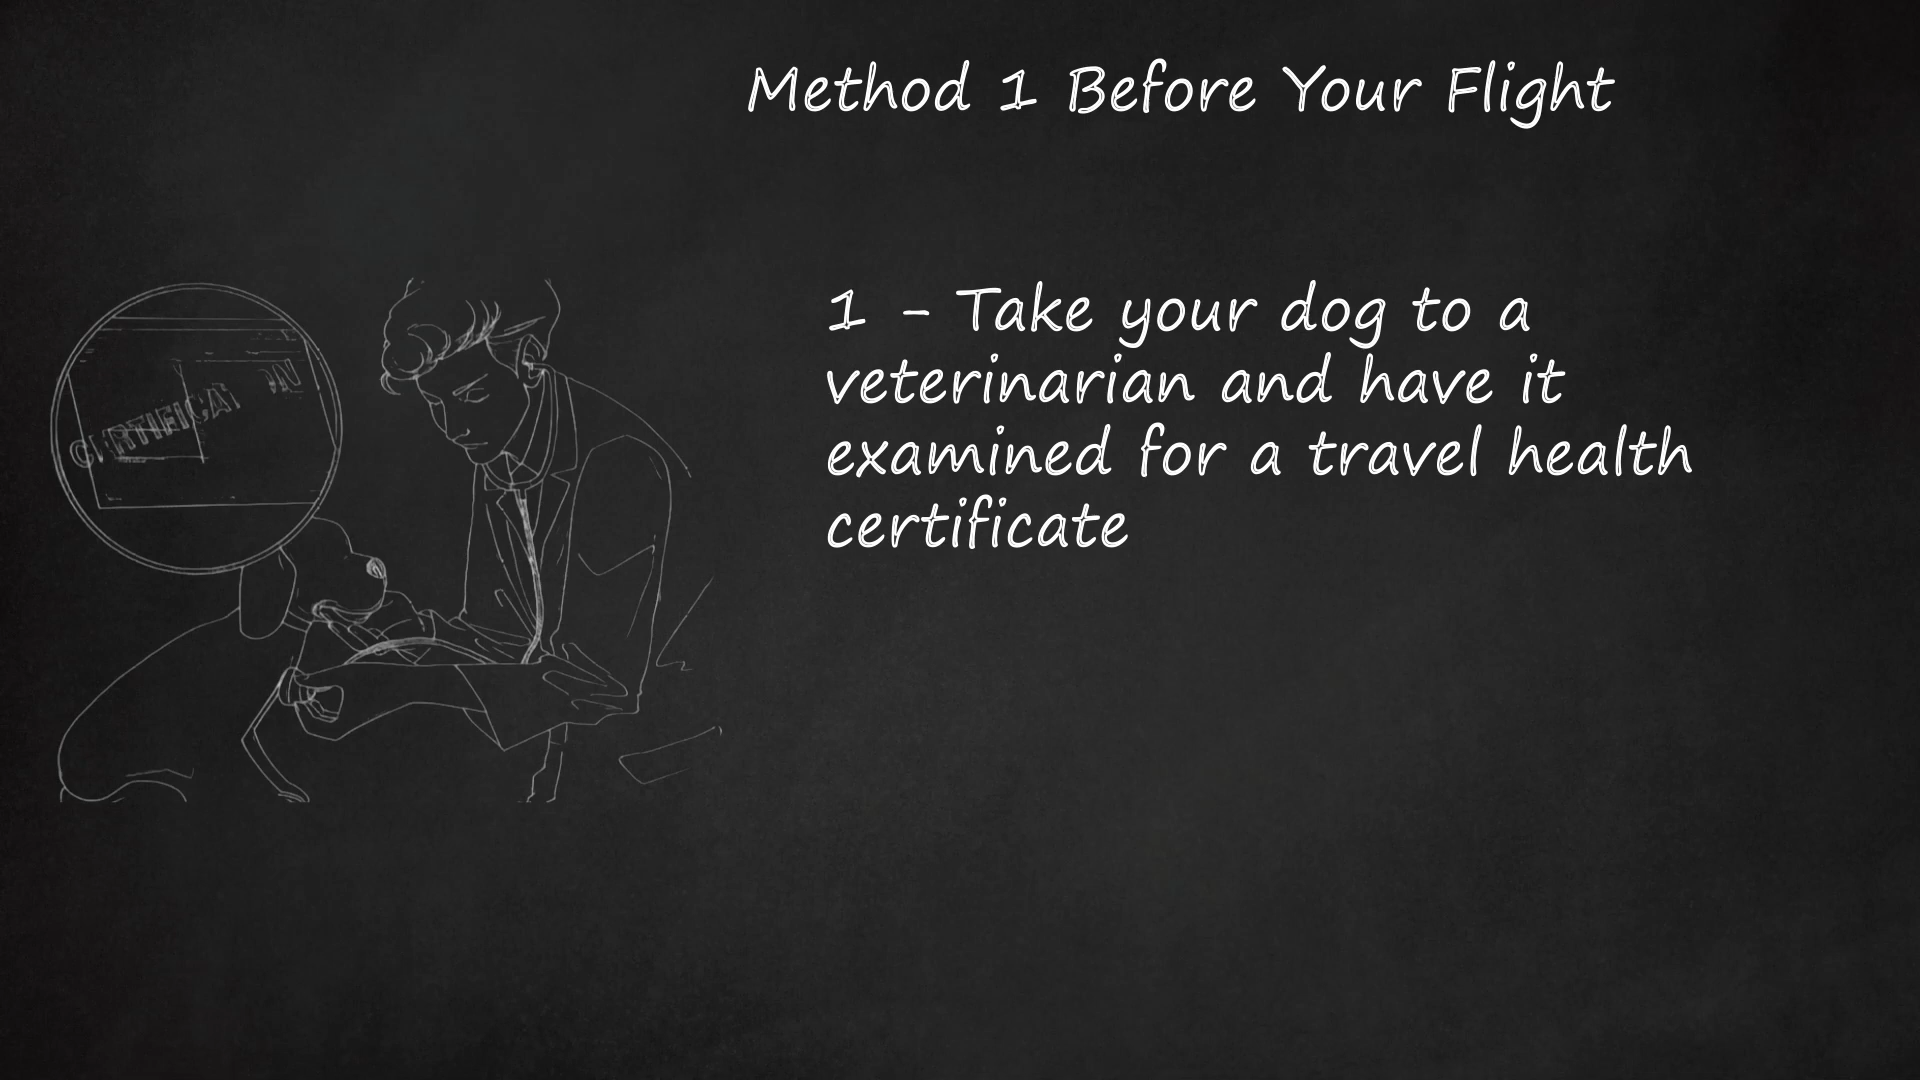 Method 1 Before Your Flight
1 - Take your dog to a
veterinarian and have it
examined for a travel health
certificate